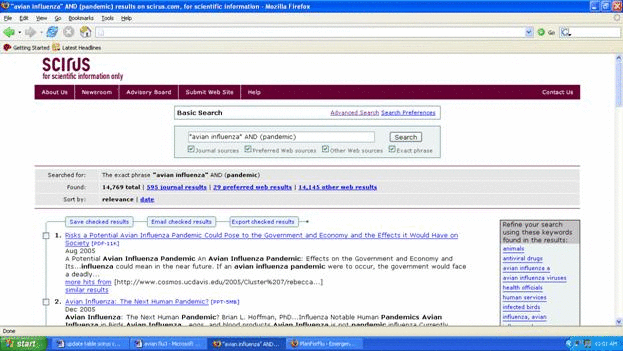 "avian influenza" AND (pandemic) results on scirus.com, for scientific information - Mozilla Firefox
File Edit View Go Bookmarks Tools Help
Getting Started Latest Headlines
SCIRUS
for scientific information only
About Us Newsroom Advisory Board Submit Web Site Help Contact Us
Basic Search Advanced Search Search Preferences
"avian influenza" AND (pandemic) Search
Journal sources Preferred Web sources Other Web sources Exact phrase
Searched for: The exact phrase "avian influenza" AND (pandemic)
Found: 14,769 total | 595 journal results | 29 preferred web results | 14,145 other web results
Sort by: relevance | date
Save checked results Email checked results Export checked results
Refine your search using these keywords found in the results:
animals
antiviral drugs
avian influenza a
avian influenza viruses
health officials
human services
infected birds
influenza, avian
1. Risks a Potential Avian Influenza Pandemic Could Pose to the Government and Economy and the Effects it Would Have on
Society [PDF-11K]
Aug 2005
A Potential Avian Influenza Pandemic An Avian Influenza Pandemic: Effects on the Government and Economy and
Its...influenza could mean in the near future. If an avian influenza pandemic were to occur, the government would face
a deadly...
more hits from [http://www.cosmos.ucdavis.edu/2005/Cluster%207/rebecca...]
similar results
2. Avian Influenza: The Next Human Pandemic? [PPT-5MB]
Dec 2005
Avian Influenza: The Next Human Pandemic? Brian L. Hoffman, PhD...Influenza Notable Human Pandemics Avian
Influenza in Birds Avian Influenza...eggs, and blood products Avian Influenza is not pandemic influenza Currently
Done
start update table scirus c... avian flu3 - Microsoft ... "avian influenza" AN... PlanForFlu - Emergen...